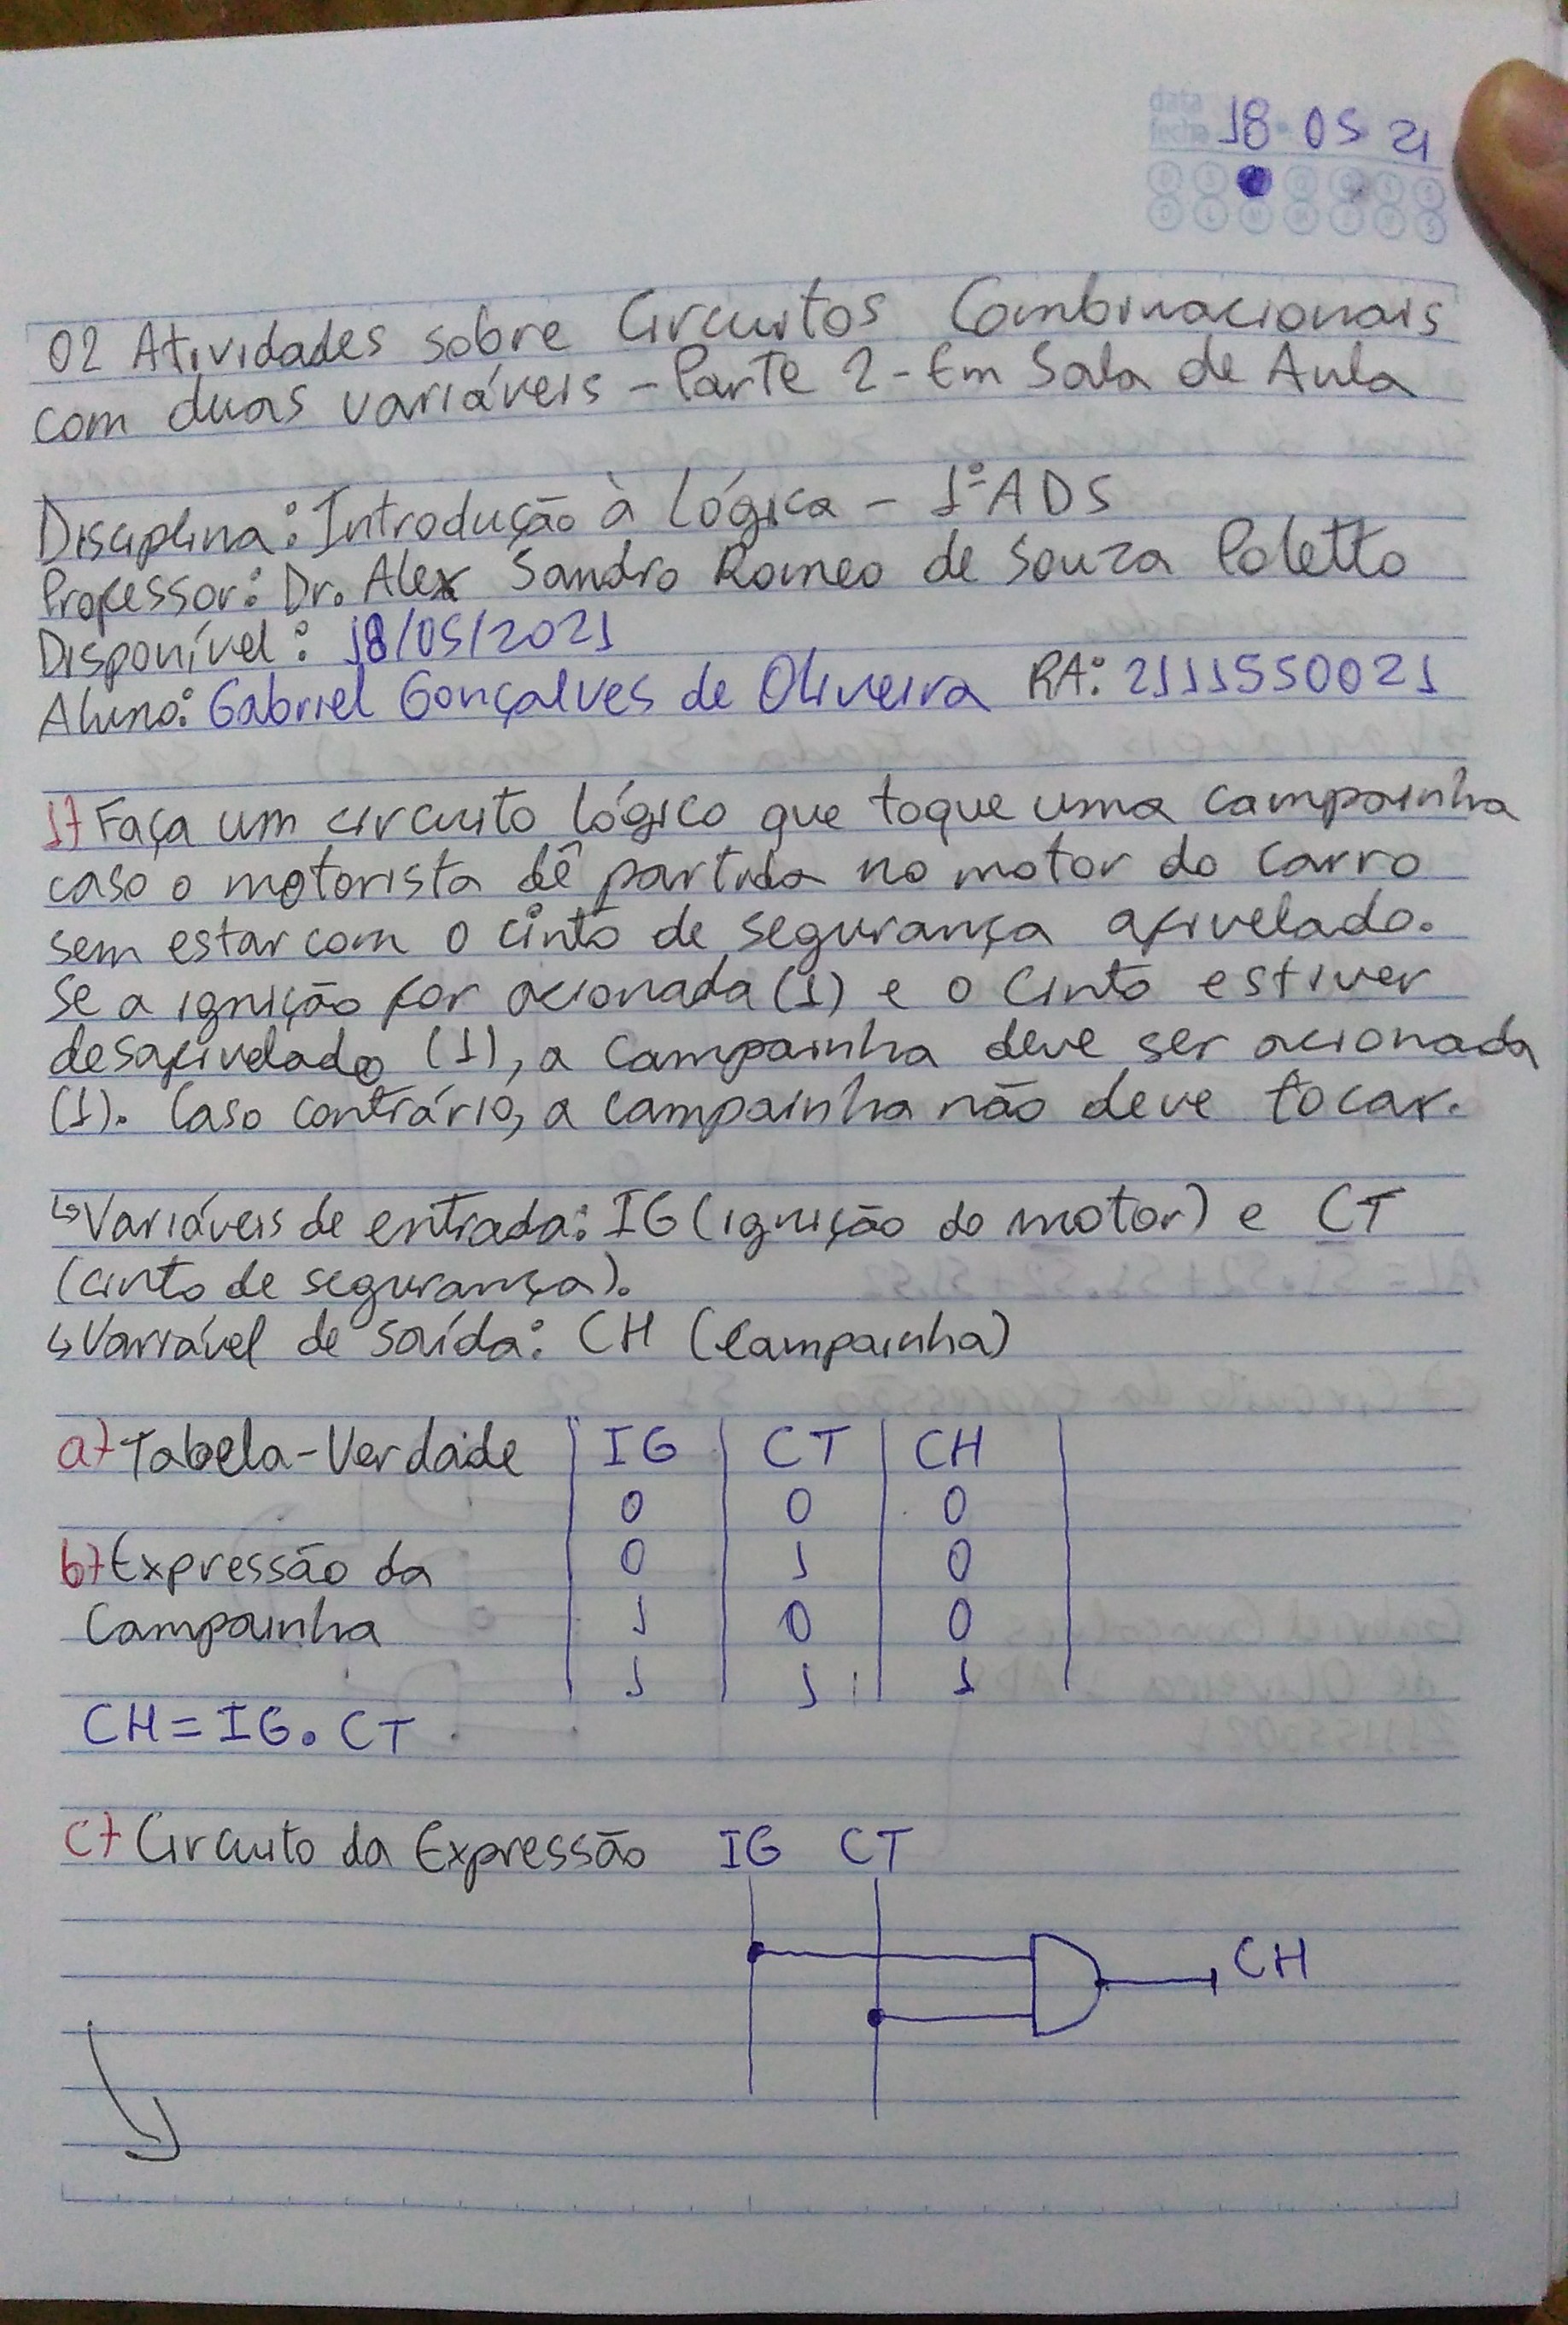 data
fecha 18 05 21
02 Atividades sobre Circuitos Combinacionais
com duas variáveis - Parte 2 - Em Sala de Aula
Disciplina: Introdução à Lógica - 1º ADS
Professor: Dr. Alex Sandro Romeo de Souza Poletto
Disponível: 18/05/2021
Aluno: Gabriel Gonçalves de Oliveira RA: 2111550021
1) Faça um circuito lógico que toque uma campainha
caso o motorista dê partida no motor do carro
sem estar com o cinto de segurança afivelado.
Se a ignição for acionada (1) e o cinto estiver
desafivelado (1), a campainha deve ser acionada
(1). Caso contrário, a campainha não deve tocar.
↳ Variáveis de entrada: IG (ignição do motor) e CT
(cinto de segurança).
↳ Variável de saída: CH (Campainha)
a) Tabela-Verdade IG CT CH
0 0 0
b) Expressão da 0 1 0
Campainha 1 0 0
1 1 1
CH = IG . CT
c) Circuito da Expressão IG CT
CH